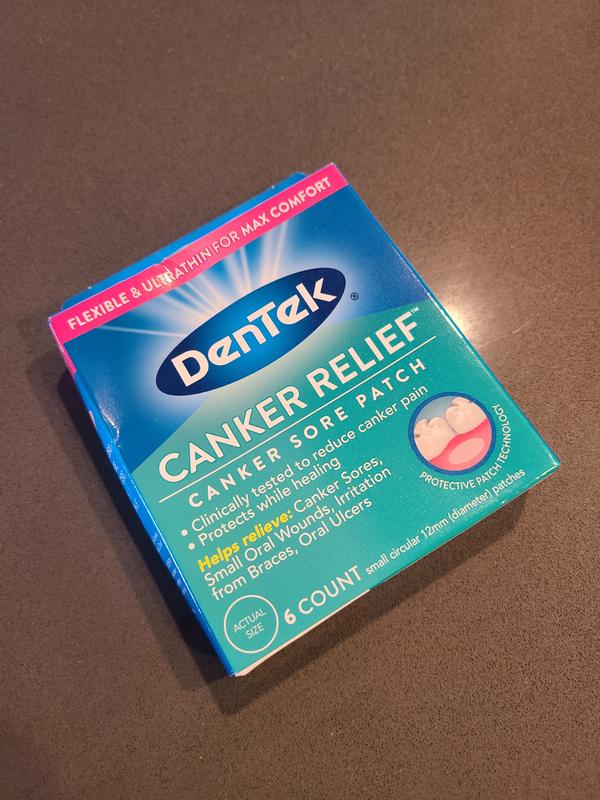 FLEXIBLE & ULTRATHIN FOR MAX COMFORT
DenTek®
CANKER RELIEF™
CANKER SORE PATCH
• Clinically tested to reduce canker pain
• Protects while healing
Helps relieve: Canker Sores,
Small Oral Wounds, Irritation
from Braces, Oral Ulcers
PROTECTIVE PATCH TECHNOLOGY
ACTUAL
SIZE
6 COUNT small circular 12mm (diameter) patches